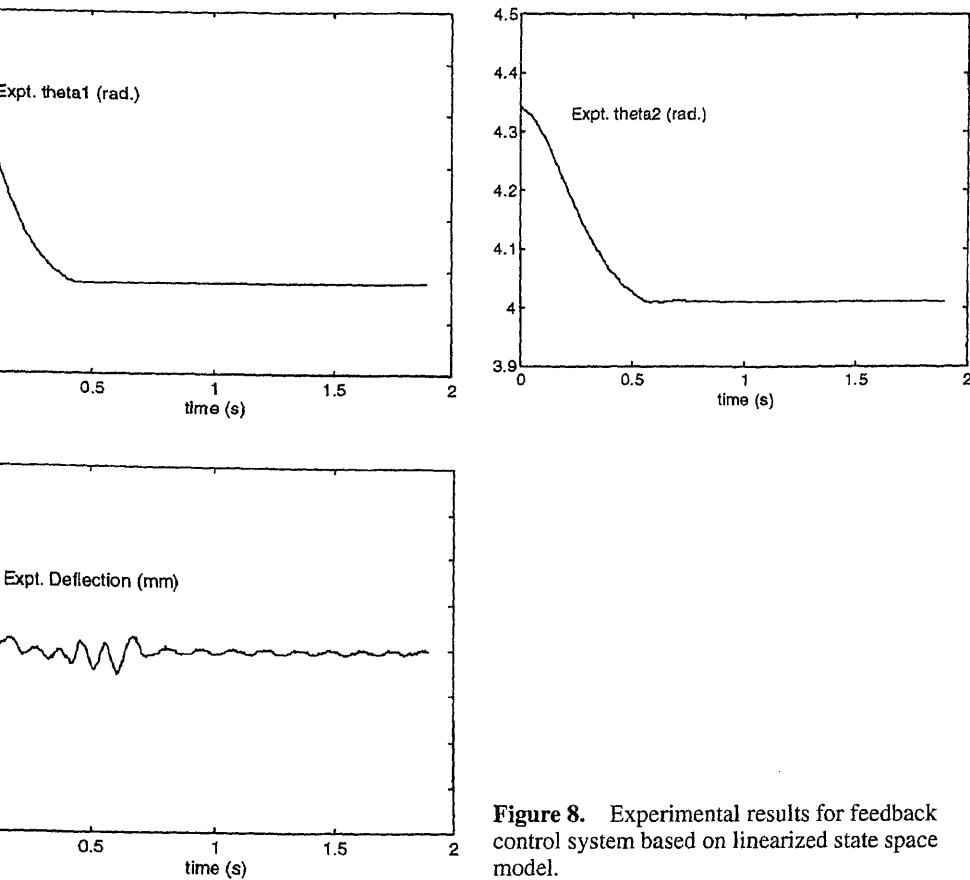 Expt. theta1 (rad.)
0.5 1 1.5 2
time (s)
4.5
4.4
4.3
4.2
4.1
4
3.9
Expt. theta2 (rad.)
0 0.5 1 1.5 2
time (s)
Expt. Deflection (mm)
0.5 1 1.5 2
time (s)
Figure 8. Experimental results for feedback
control system based on linearized state space
model.